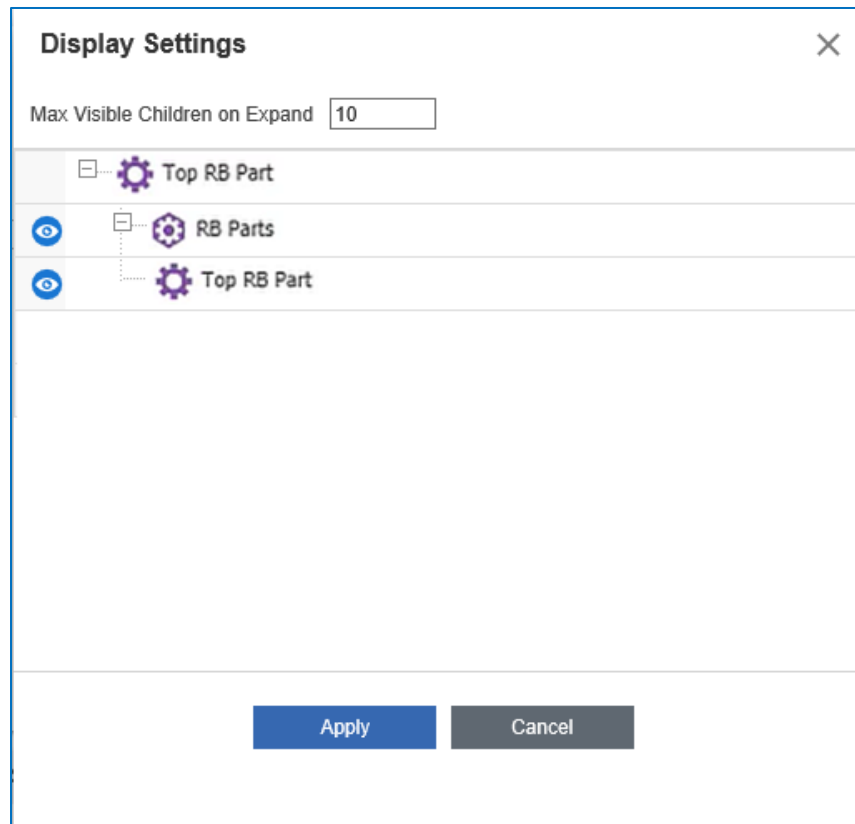 Display Settings
Max Visible Children on Expand 10
Top RB Part
RB Parts
Top RB Part
Apply Cancel